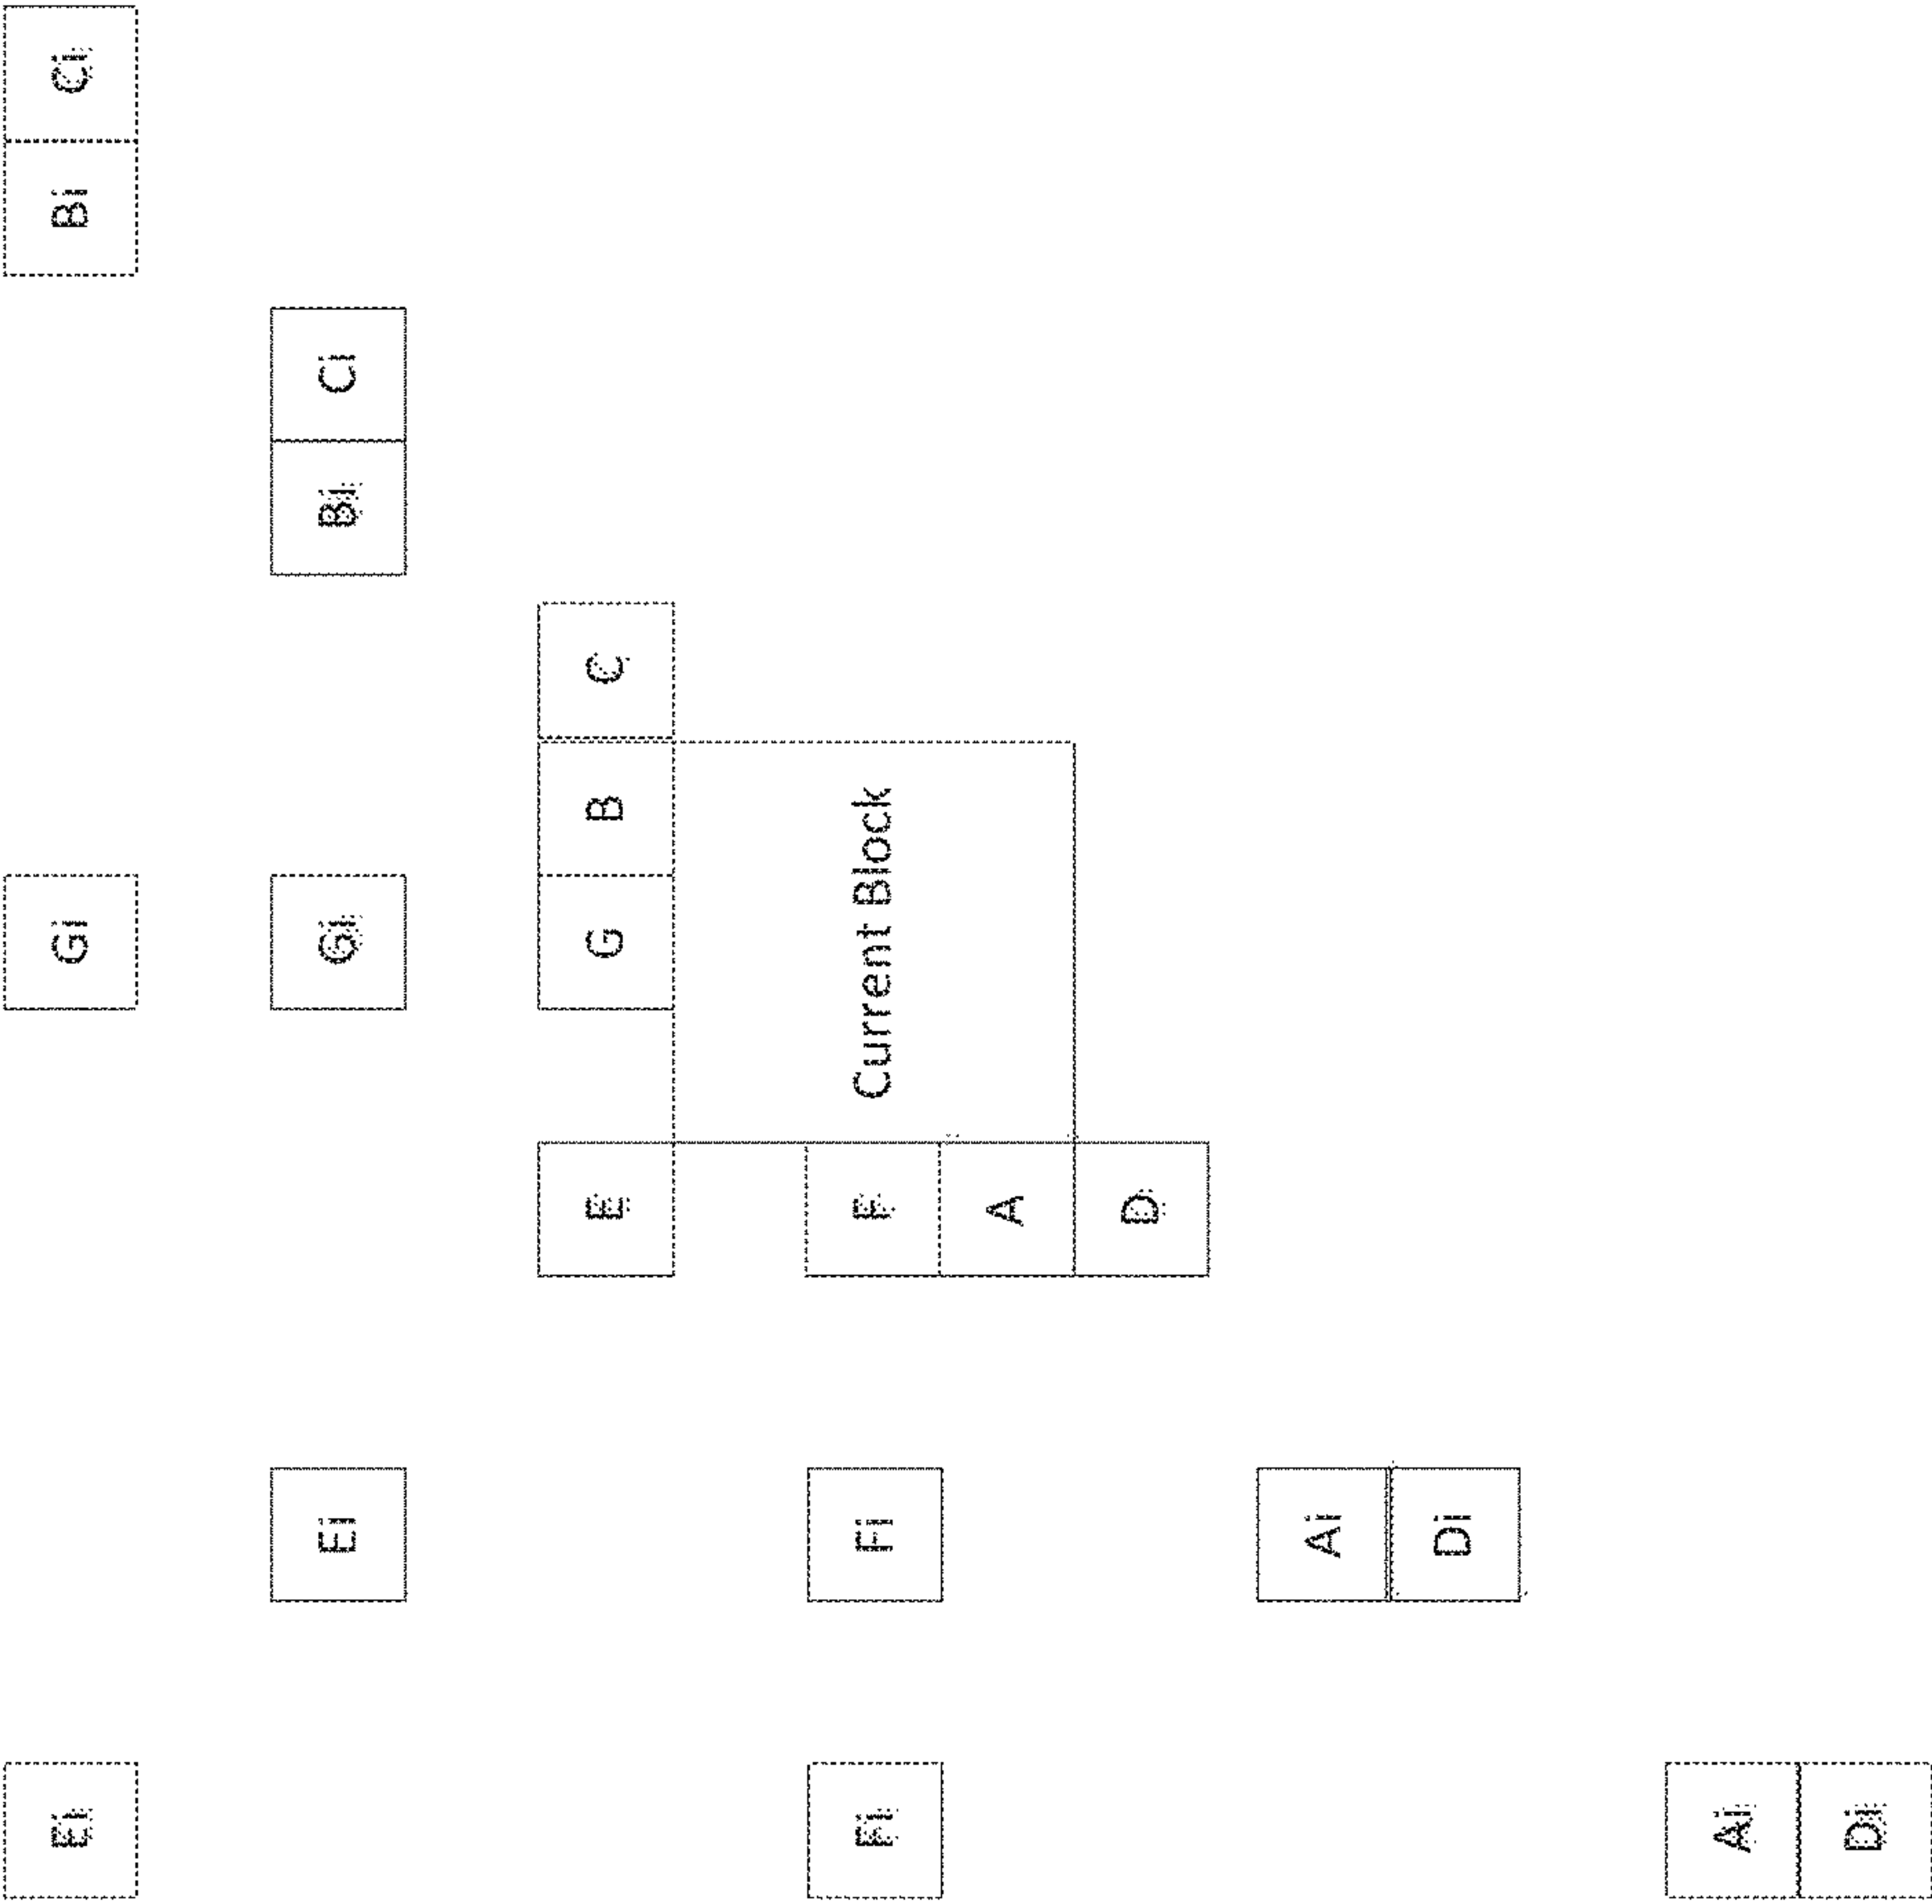 Ei Gi Bi Ci
Ei Gi Bi Ci
E G B C
Fi Fi F Current Block
A
D
Ai
Di
Ai
Di